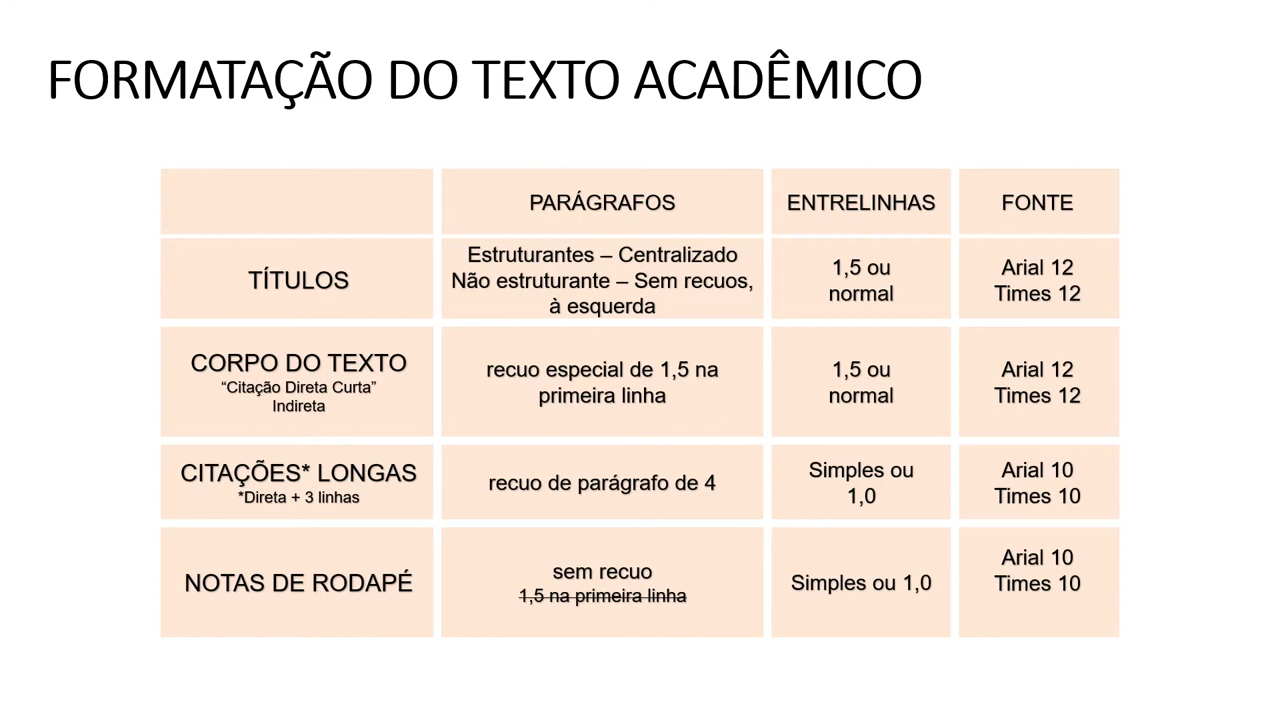 FORMATAÇÃO DO TEXTO ACADÊMICO
PARÁGRAFOS
ENTRELINHAS
FONTE
TÍTULOS
Estruturantes – Centralizado
Não estruturante – Sem recuos,
à esquerda
1,5 ou
normal
Arial 12
Times 12
CORPO DO TEXTO
“Citação Direta Curta”
Indireta
recuo especial de 1,5 na
primeira linha
1,5 ou
normal
Arial 12
Times 12
CITAÇÕES* LONGAS
*Direta + 3 linhas
recuo de parágrafo de 4
Simples ou
1,0
Arial 10
Times 10
NOTAS DE RODAPÉ
sem recuo
1,5 na primeira linha
Simples ou 1,0
Arial 10
Times 10